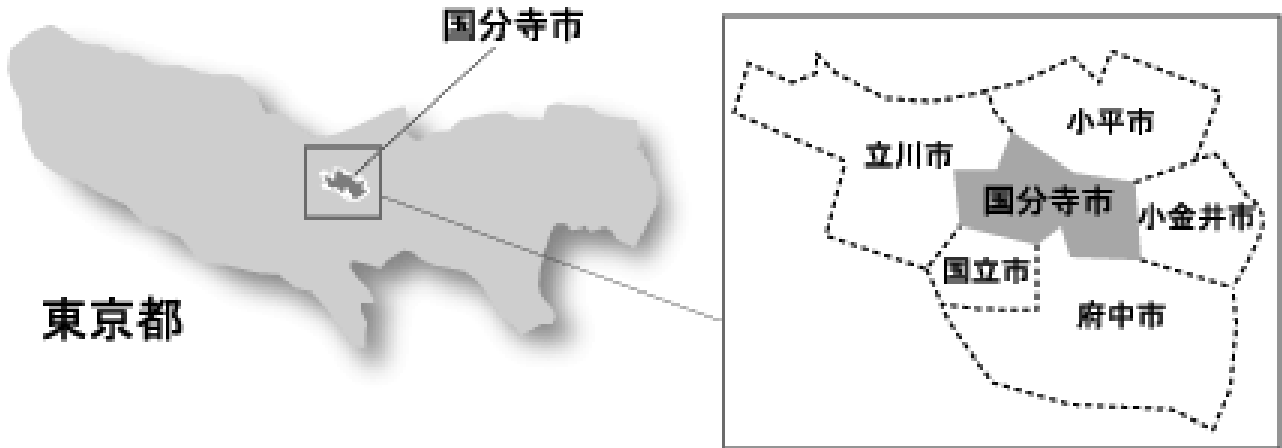 国分寺市
東京都
小平市
立川市
国分寺市
小金井市
国立市
府中市